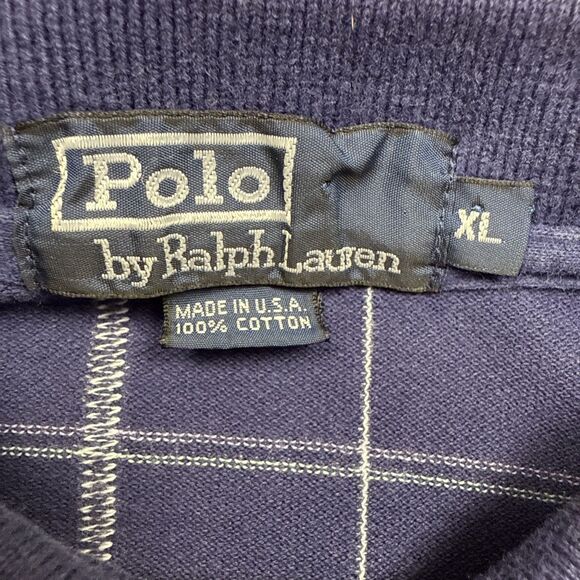 Polo
by Ralph Lauren
XL
MADE IN U.S.A.
100% COTTON